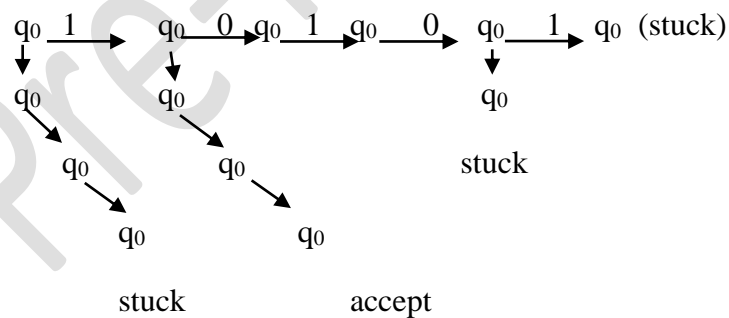 q₀ 1 q₀ 0 q₀ 1 q₀ 0 q₀ 1 q₀ (stuck)
q₀ q₀ q₀
q₀ q₀ stuck
q₀ q₀
stuck accept
Pre-